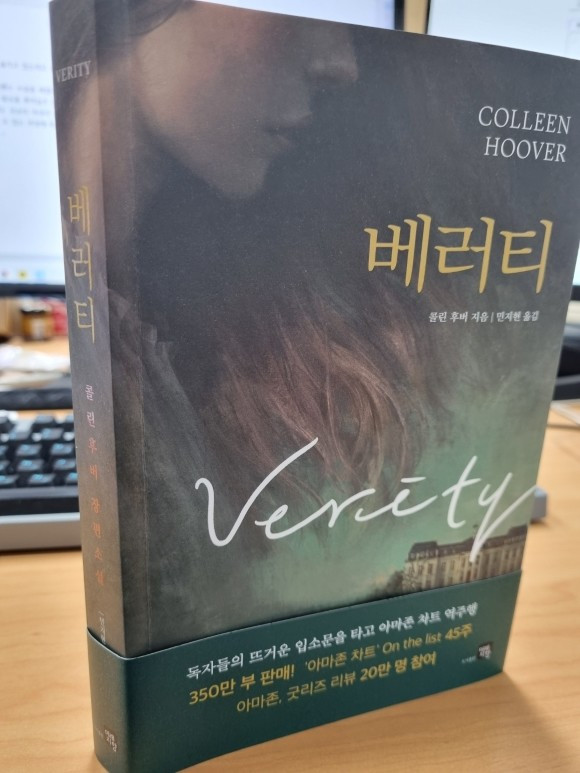 VERITY
베러티
콜린 후버 장편소설
COLLEEN
HOOVER
베러티
콜린 후버 지음 | 민지현 옮김
Verity
독자들의 뜨거운 입소문을 타고 아마존 차트 역주행
350만 부 판매! '아마존 차트' On the list 45주
아마존, 굿리즈 리뷰 20만 명 참여